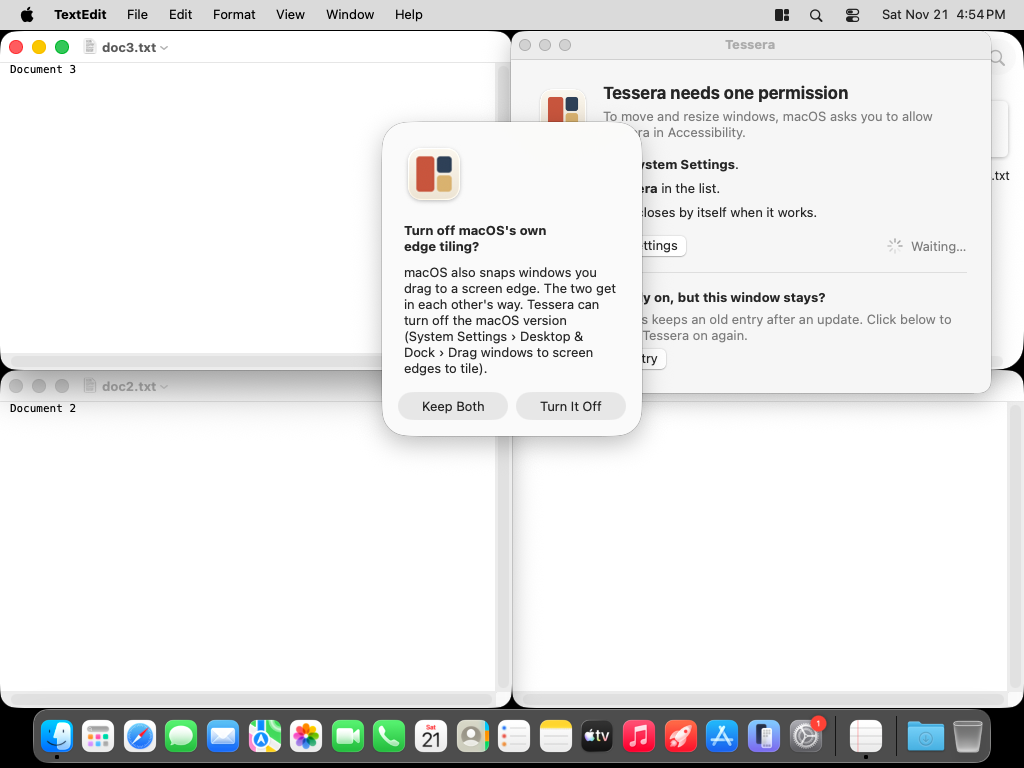 TextEdit File Edit Format View Window Help Sat Nov 21 4:54 PM
doc3.txt
Document 3
Tessera
Tessera needs one permission
To move and resize windows, macOS asks you to allow
in Accessibility.
System Settings.
in the list.
closes by itself when it works.
Waiting...
on, but this window stays?
keeps an old entry after an update. Click below to
Tessera on again.
.txt
Turn off macOS's own
edge tiling?
macOS also snaps windows you
drag to a screen edge. The two get
in each other's way. Tessera can
turn off the macOS version
(System Settings › Desktop &
Dock › Drag windows to screen
edges to tile).
Keep Both Turn It Off
doc2.txt
Document 2
Sat
21
tv
1